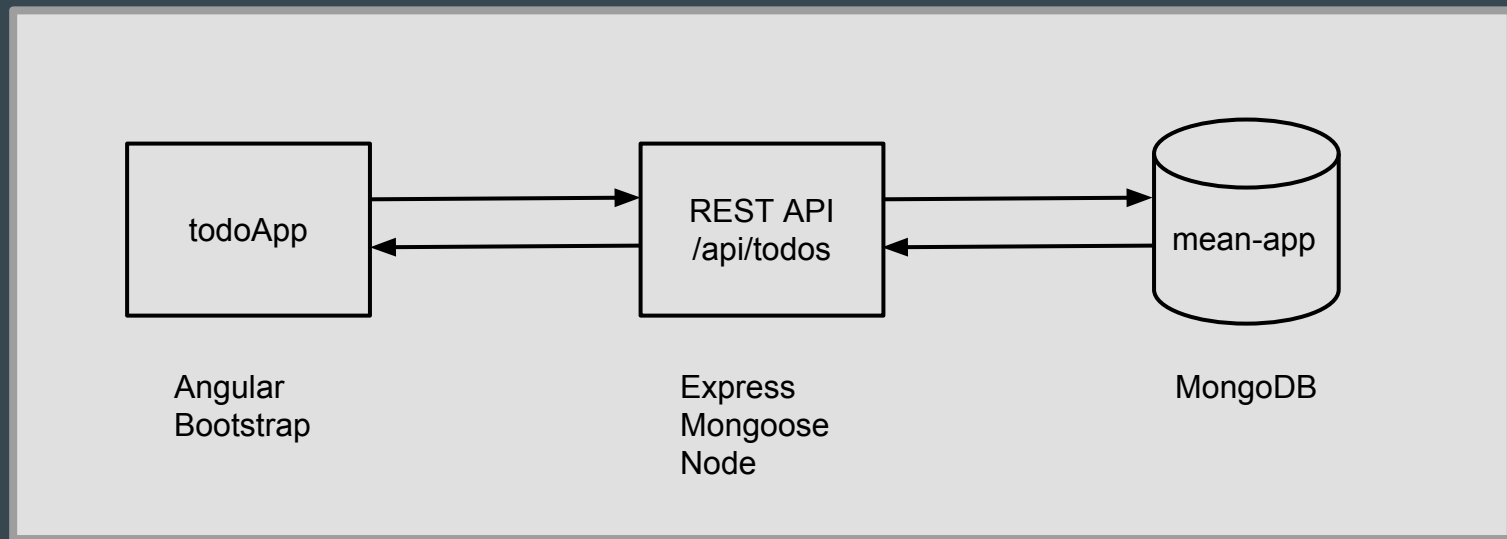 todoApp
REST API
/api/todos
mean-app
Angular
Bootstrap
Express
Mongoose
Node
MongoDB